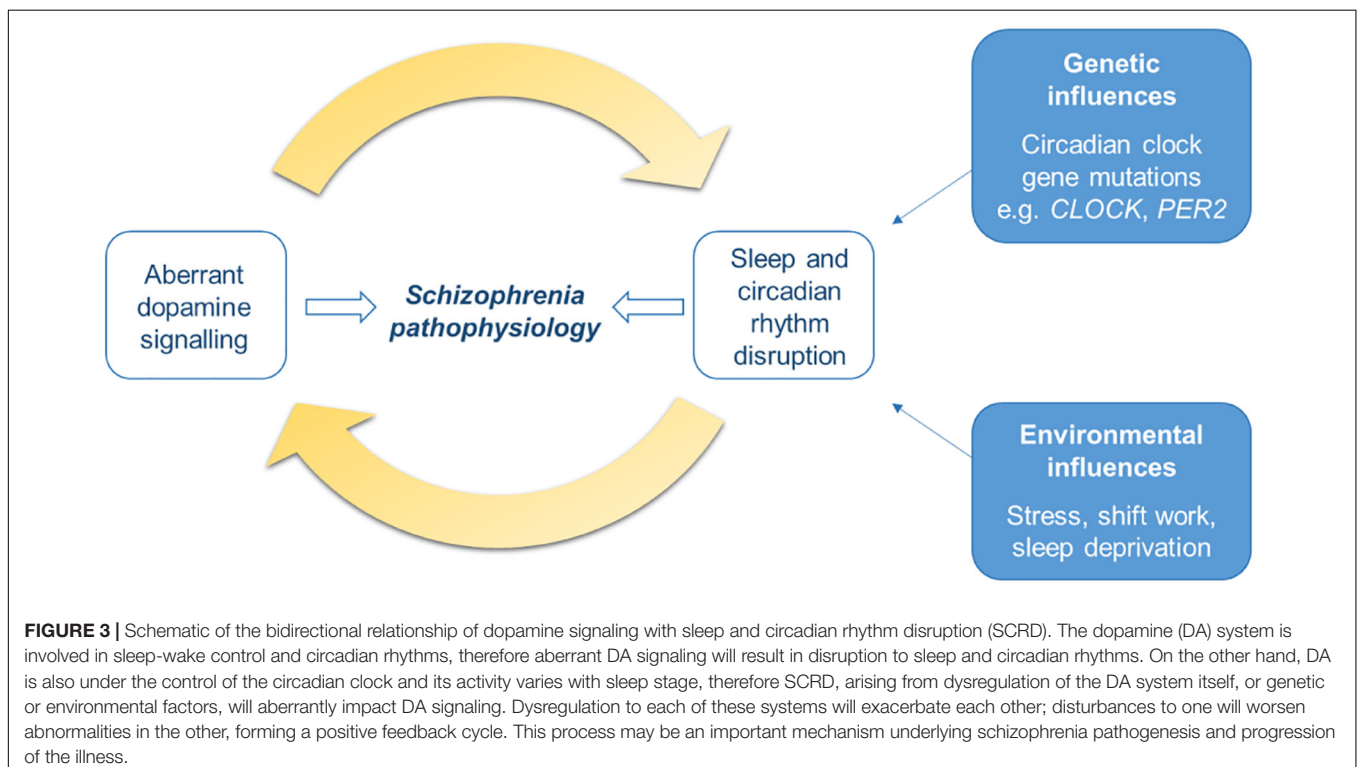 Genetic
influences
Circadian clock
gene mutations
e.g. CLOCK, PER2
Aberrant
dopamine
signalling
Schizophrenia
pathophysiology
Sleep and
circadian
rhythm
disruption
Environmental
influences
Stress, shift work,
sleep deprivation
FIGURE 3 | Schematic of the bidirectional relationship of dopamine signaling with sleep and circadian rhythm disruption (SCRD). The dopamine (DA) system is
involved in sleep-wake control and circadian rhythms, therefore aberrant DA signaling will result in disruption to sleep and circadian rhythms. On the other hand, DA
is also under the control of the circadian clock and its activity varies with sleep stage, therefore SCRD, arising from dysregulation of the DA system itself, or genetic
or environmental factors, will aberrantly impact DA signaling. Dysregulation to each of these systems will exacerbate each other; disturbances to one will worsen
abnormalities in the other, forming a positive feedback cycle. This process may be an important mechanism underlying schizophrenia pathogenesis and progression
of the illness.